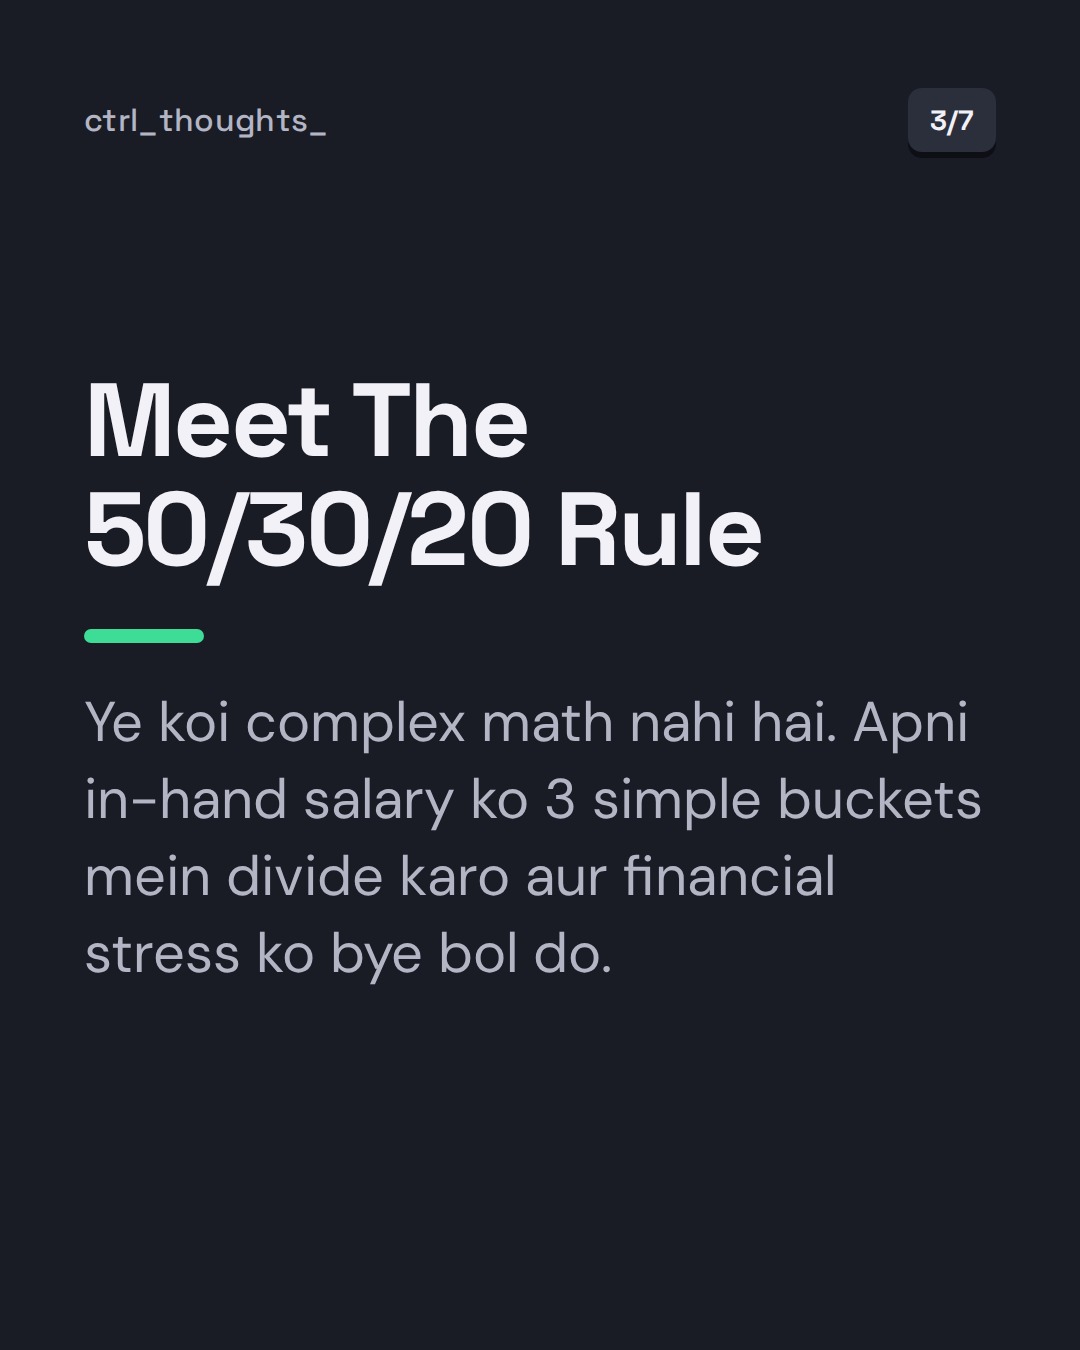 ctrl_thoughts_
3/7
Meet The
50/30/20 Rule
Ye koi complex math nahi hai. Apni
in-hand salary ko 3 simple buckets
mein divide karo aur financial
stress ko bye bol do.